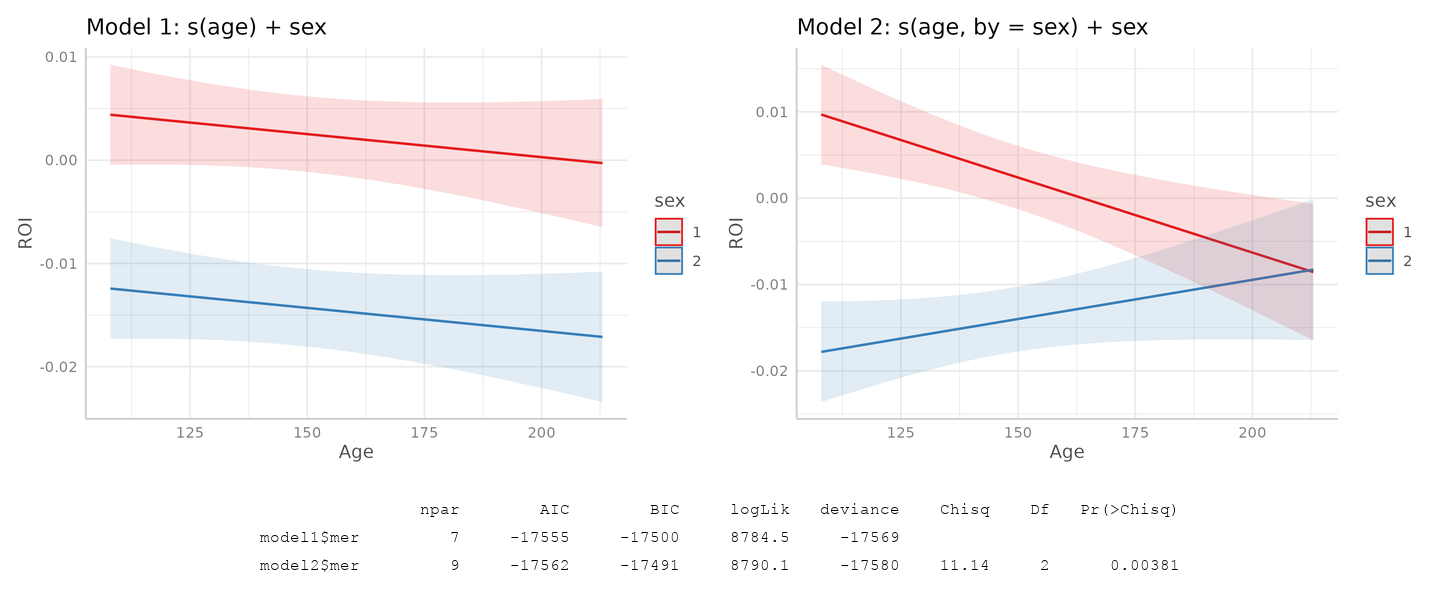 Model 1: s(age) + sex
0.01
0.00
-0.01
-0.02
ROI
125 150 175 200
Age
sex
1
2
Model 2: s(age, by = sex) + sex
0.01
0.00
-0.01
-0.02
ROI
125 150 175 200
Age
sex
1
2
npar AIC BIC logLik deviance Chisq Df Pr(>Chisq)
model1$mer 7 -17555 -17500 8784.5 -17569
model2$mer 9 -17562 -17491 8790.1 -17580 11.14 2 0.00381